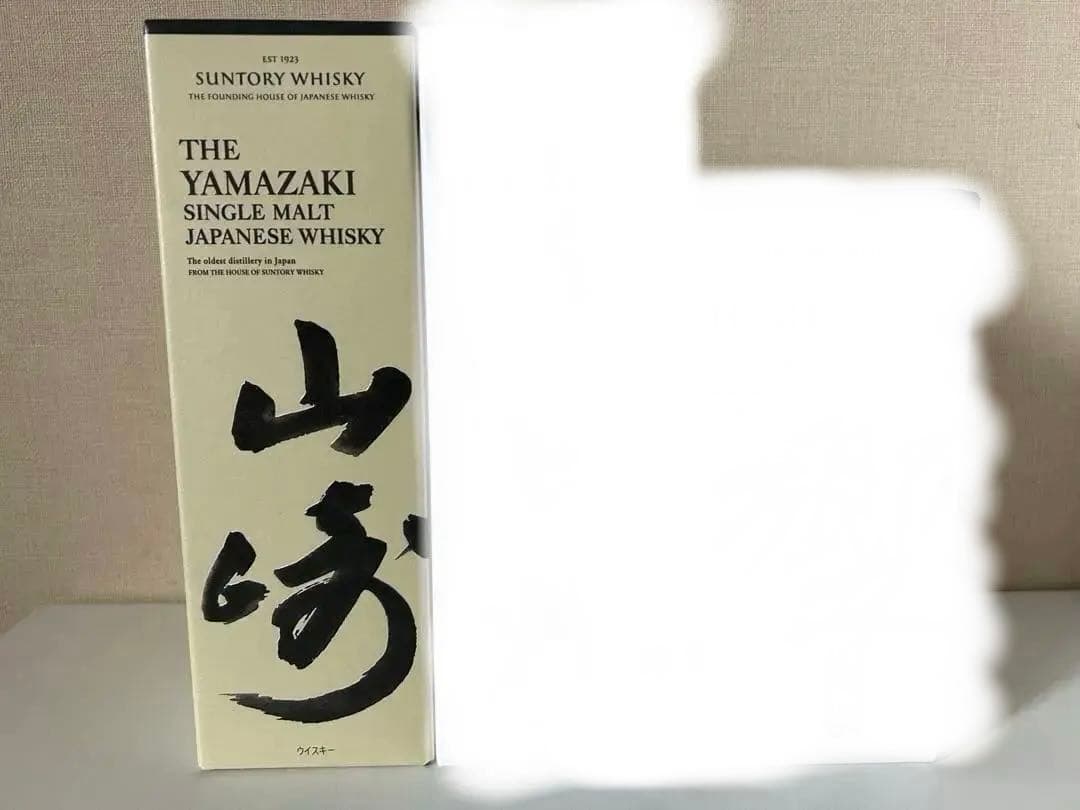 EST 1923
SUNTORY WHISKY
THE FOUNDING HOUSE OF JAPANESE WHISKY
THE
YAMAZAKI
SINGLE MALT
JAPANESE WHISKY
The oldest distillery in Japan
FROM THE HOUSE OF SUNTORY WHISKY
山
崎
ウイスキー